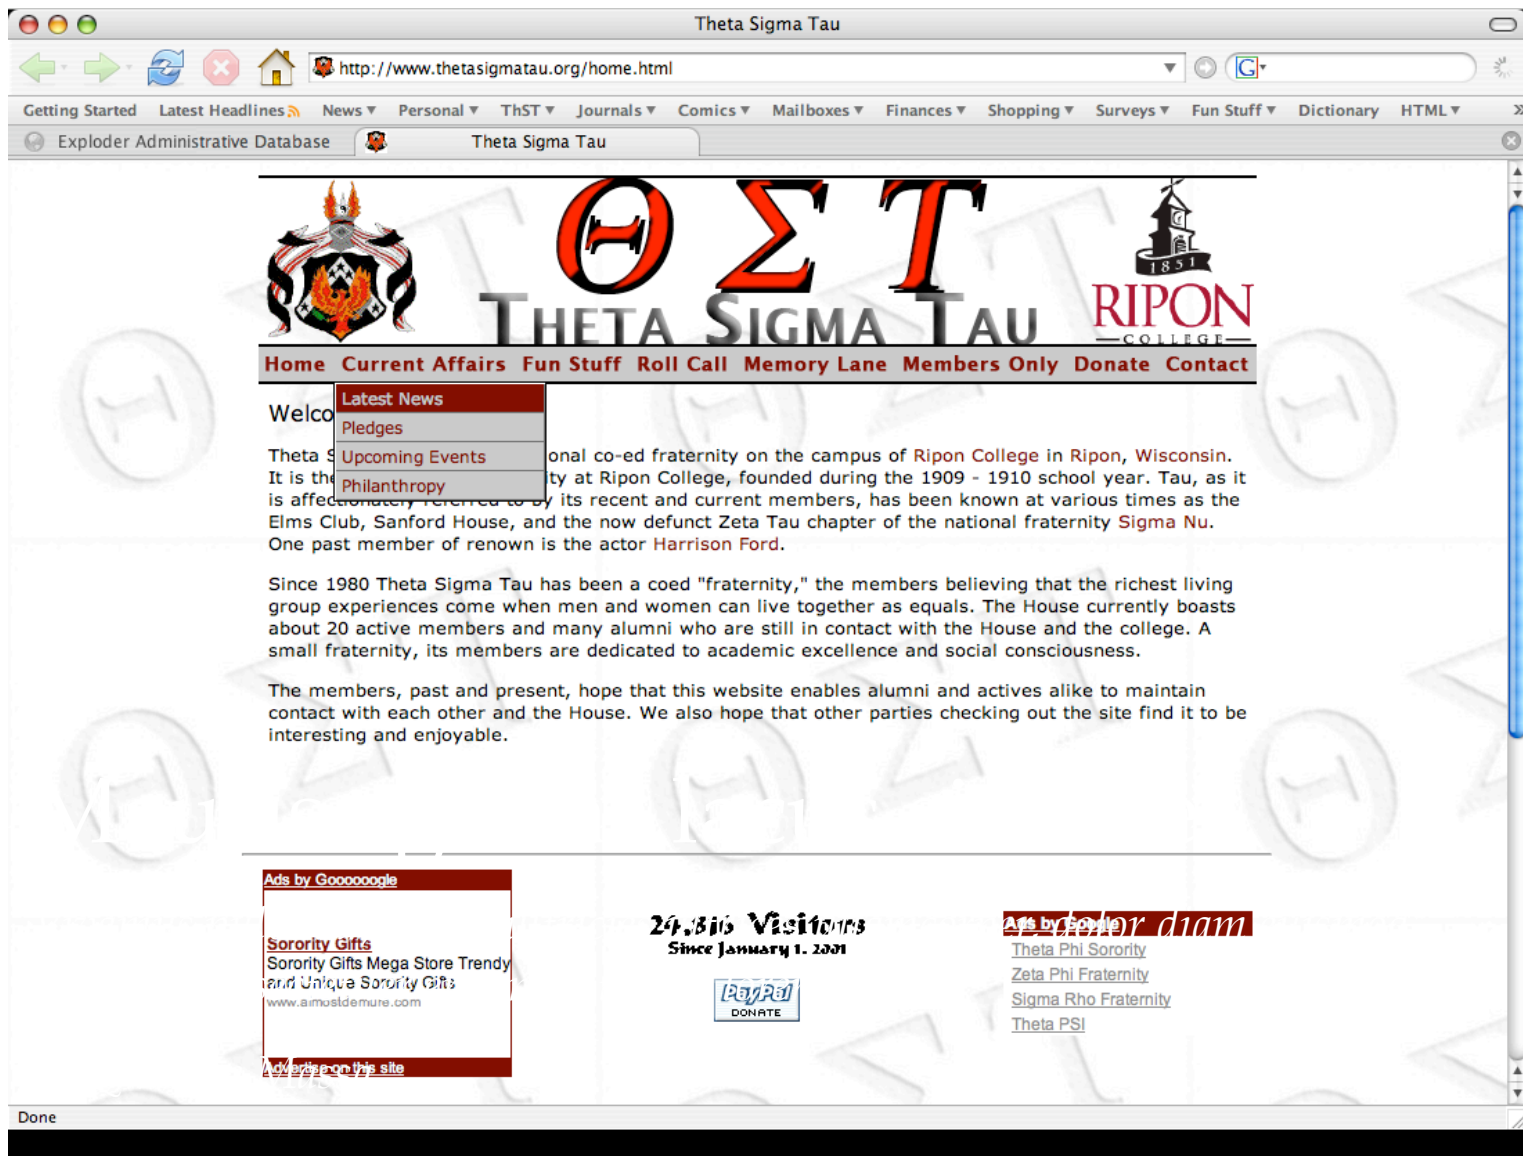 Theta Sigma Tau
http://www.thetasigmatau.org/home.html
G
Getting Started Latest Headlines News Personal ThST Journals Comics Mailboxes Finances Shopping Surveys Fun Stuff Dictionary HTML »
Exploder Administrative Database Theta Sigma Tau
ΘΣΤ
THETA SIGMA TAU
1851
RIPON
COLLEGE
Home Current Affairs Fun Stuff Roll Call Memory Lane Members Only Donate Contact
Latest News
Pledges
Upcoming Events
Philanthropy
Welco
Theta S onal co-ed fraternity on the campus of Ripon College in Ripon, Wisconsin.
It is the ity at Ripon College, founded during the 1909 - 1910 school year. Tau, as it
is affectionately referred to by its recent and current members, has been known at various times as the
Elms Club, Sanford House, and the now defunct Zeta Tau chapter of the national fraternity Sigma Nu.
One past member of renown is the actor Harrison Ford.
Since 1980 Theta Sigma Tau has been a coed "fraternity," the members believing that the richest living
group experiences come when men and women can live together as equals. The House currently boasts
about 20 active members and many alumni who are still in contact with the House and the college. A
small fraternity, its members are dedicated to academic excellence and social consciousness.
The members, past and present, hope that this website enables alumni and actives alike to maintain
contact with each other and the House. We also hope that other parties checking out the site find it to be
interesting and enjoyable.
Ads by Goooooogle
Sorority Gifts
Sorority Gifts Mega Store Trendy
and Unique Sorority Gifts
www.almostdemure.com
Advertise on this site
Visitors
Since January 1, 2001
PayPal
DONATE
Ads by Google
dolor diam
Theta Phi Sorority
Zeta Phi Fraternity
Sigma Rho Fraternity
Theta PSI
Massa
Done